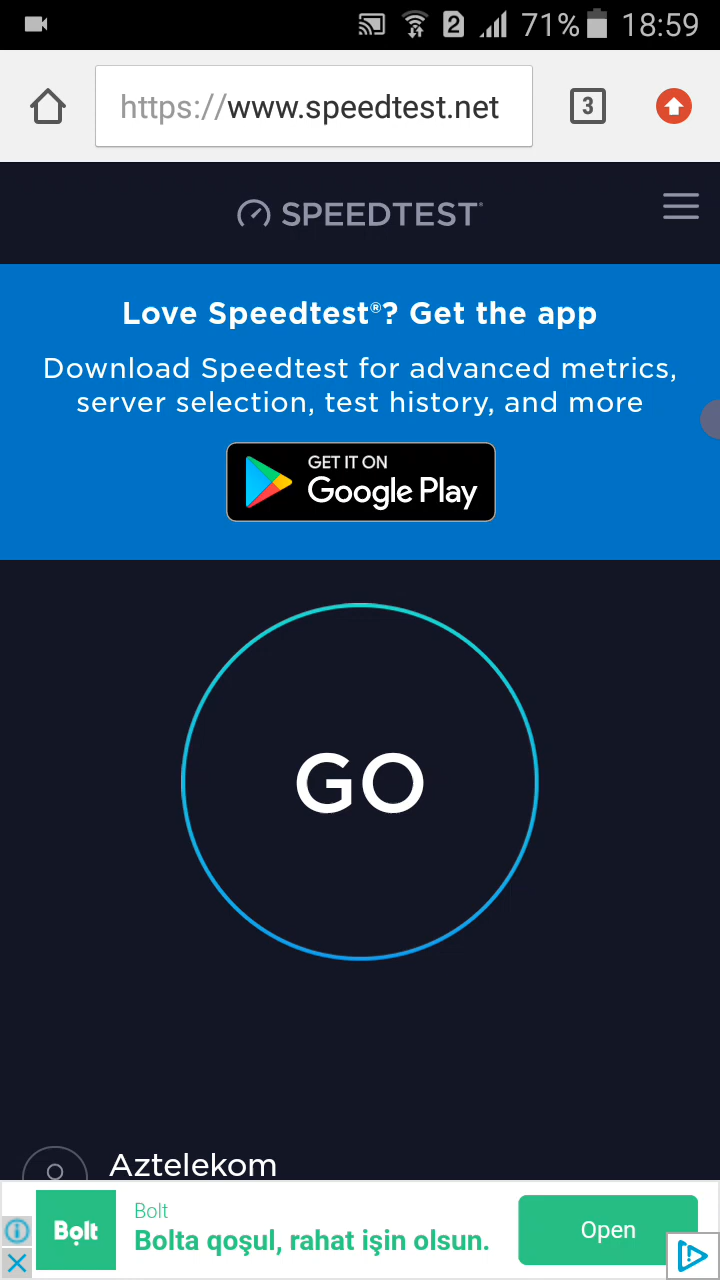 2 71% 18:59
https://www.speedtest.net 3
SPEEDTEST®
Love Speedtest®? Get the app
Download Speedtest for advanced metrics,
server selection, test history, and more
GET IT ON
Google Play
GO
Aztelekom
Bolt
Bolt
Bolta qoşul, rahat işin olsun.
Open